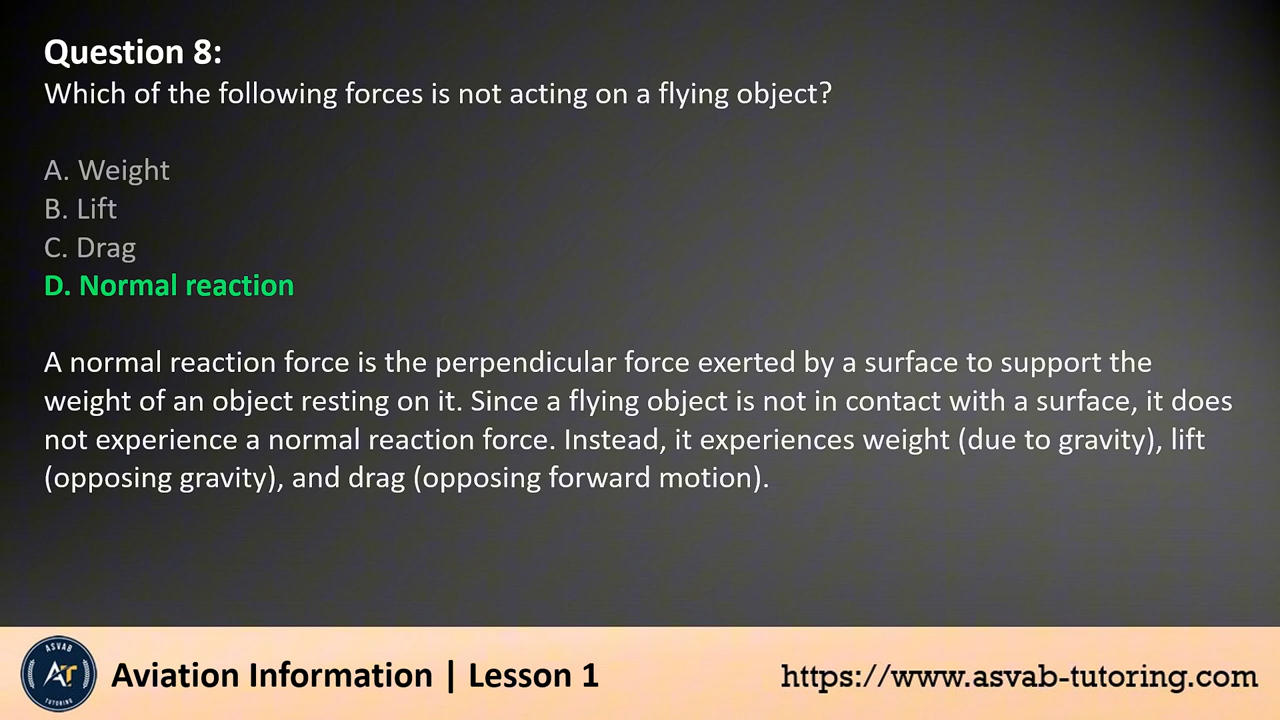 Question 8:
Which of the following forces is not acting on a flying object?
A. Weight
B. Lift
C. Drag
D. Normal reaction
A normal reaction force is the perpendicular force exerted by a surface to support the
weight of an object resting on it. Since a flying object is not in contact with a surface, it does
not experience a normal reaction force. Instead, it experiences weight (due to gravity), lift
(opposing gravity), and drag (opposing forward motion).
ASVAB
AT
TUTORING
Aviation Information | Lesson 1
https://www.asvab-tutoring.com